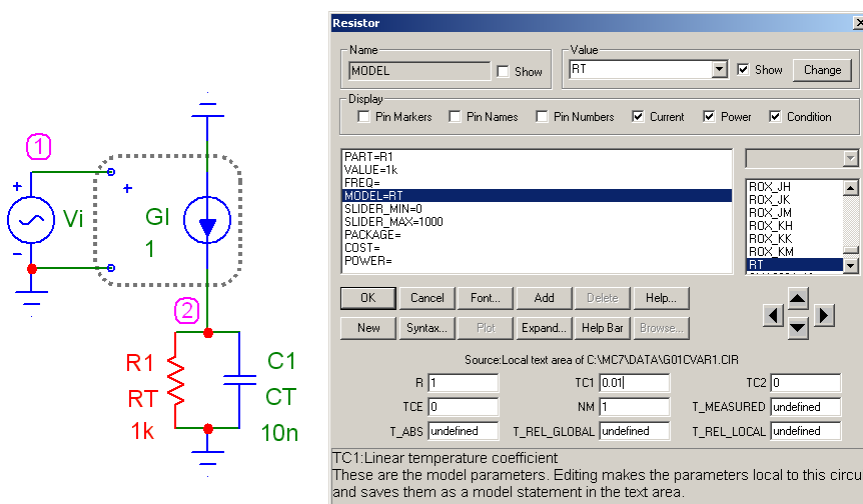 1
+
Vi
-
+
GI
1
2
R1
RT
1k
C1
CT
10n
Resistor
Name
MODEL
Show
Value
RT
Show
Change
Display
Pin Markers Pin Names Pin Numbers Current Power Condition
PART=R1
VALUE=1k
FREQ=
MODEL=RT
SLIDER_MIN=0
SLIDER_MAX=1000
PACKAGE=
COST=
POWER=
ROX_JH
ROX_JK
ROX_JM
ROX_KH
ROX_KK
ROX_KM
RT
OK Cancel Font... Add Delete Help...
New Syntax... Plot Expand... Help Bar Browse...
Source:Local text area of C:\MC7\DATA\G01CVAR1.CIR
R 1 TC1 0.01 TC2 0
TCE 0 NM 1 T_MEASURED undefined
T_ABS undefined T_REL_GLOBAL undefined T_REL_LOCAL undefined
TC1:Linear temperature coefficient
These are the model parameters. Editing makes the parameters local to this circu
and saves them as a model statement in the text area.